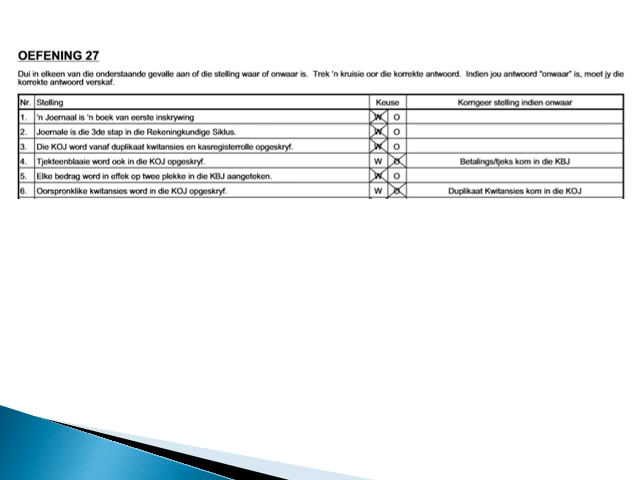 OEFENING 27
Dui in elkeen van die onderstaande gevalle aan of die stelling waar of onwaar is. Trek 'n kruisie oor die korrekte antwoord. Indien jou antwoord "onwaar" is, moet jy die
korrekte antwoord verskaf.
Nr. Stelling Keuse Korrigeer stelling indien onwaar
1. 'n Joernaal is 'n boek van eerste inskrywing W O
2. Joernale is die 3de stap in die Rekeningkundige Siklus. W O
3. Die KOJ word vanaf duplikaat kwitansies en kasregisterrolle opgeskryf. W O
4. Tjekteenblaaie word ook in die KOJ opgeskryf. W O Betalings/tjeks kom in die KBJ
5. Elke bedrag word in effek op twee plekke in die KBJ aangeteken. W O
6. Oorspronklike kwitansies word in die KOJ opgeskryf. W O Duplikaat Kwitansies kom in die KOJ